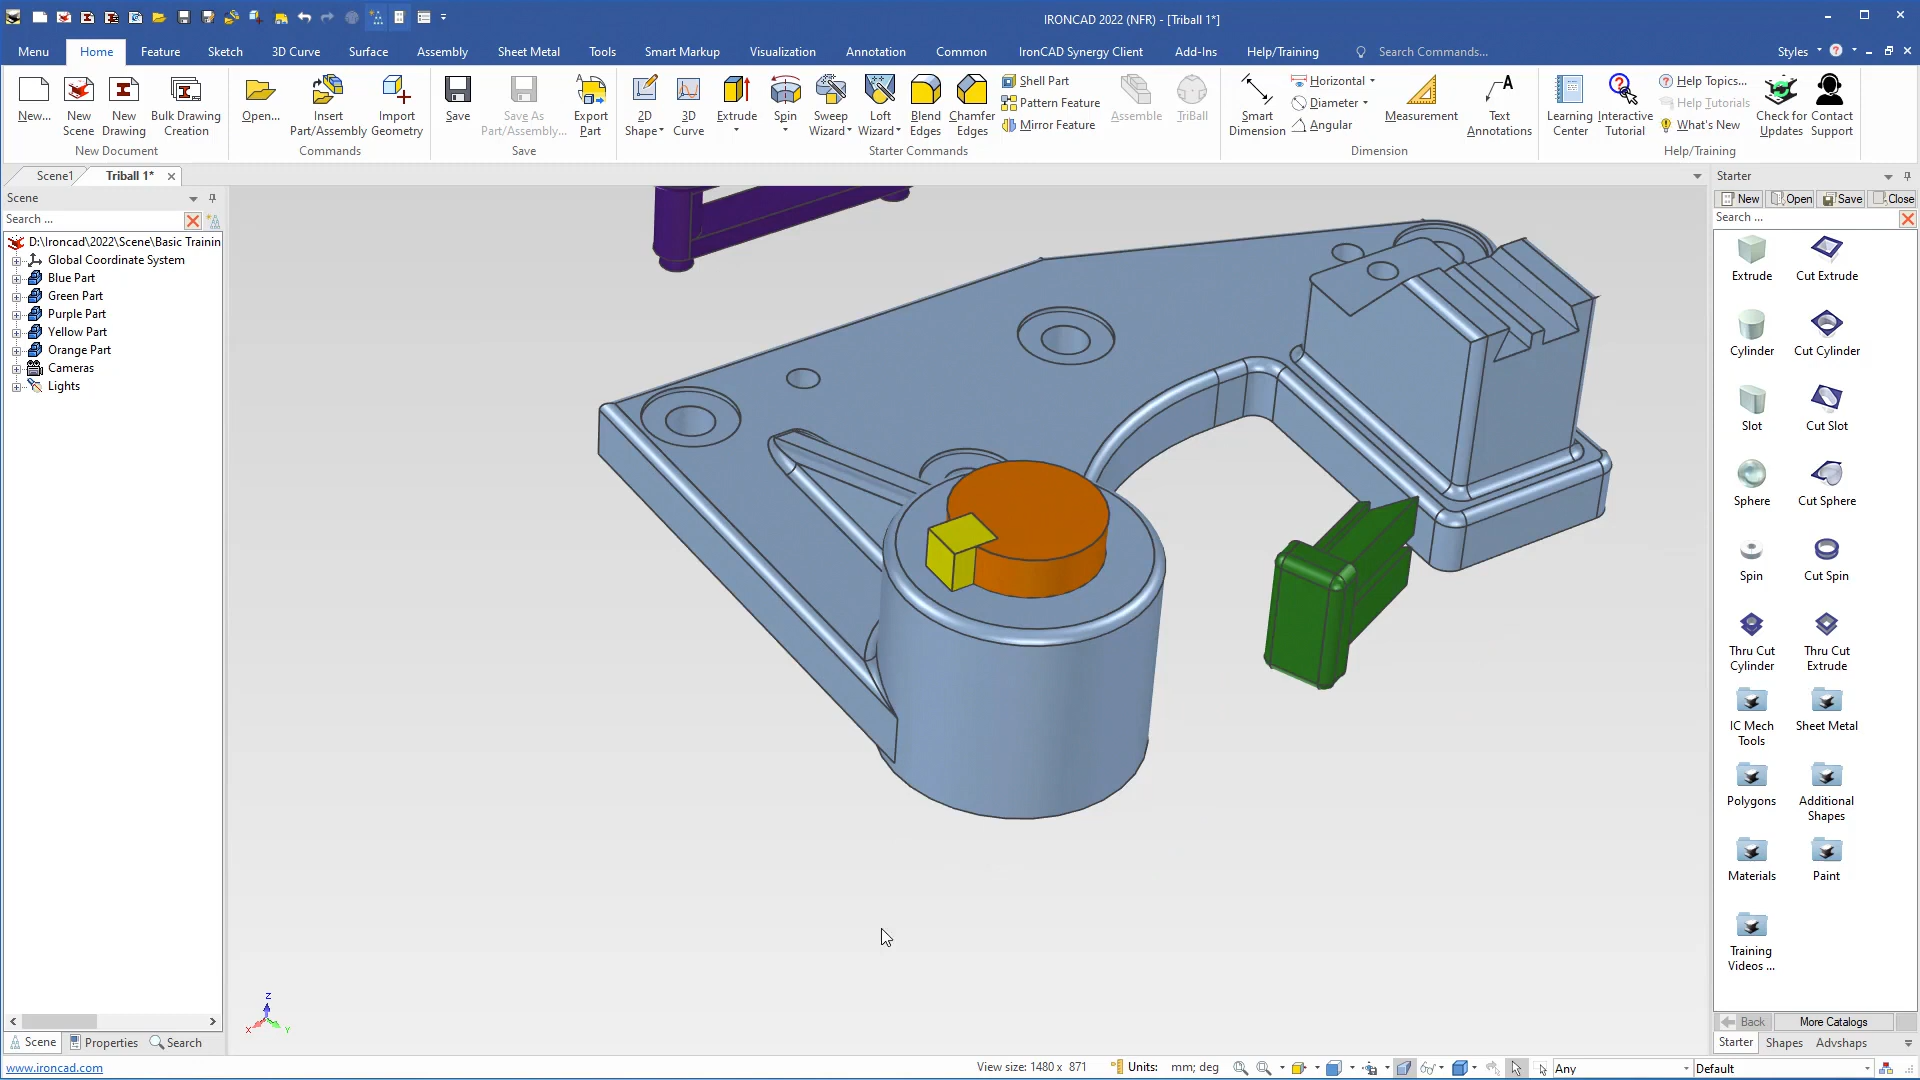 IRONCAD 2022 (NFR) - [Triball 1*]
Menu Home Feature Sketch 3D Curve Surface Assembly Sheet Metal Tools Smart Markup Visualization Annotation Common IronCAD Synergy Client Add-Ins Help/Training Search Commands... Styles
New... New Scene New Drawing Bulk Drawing Creation
New Document
Open... Insert Part/Assembly Import Geometry
Commands
Save Save As Part/Assembly... Export Part
Save
2D Shape 3D Curve Extrude Spin Sweep Wizard Loft Wizard Blend Edges Chamfer Edges
Shell Part
Pattern Feature
Mirror Feature
Assemble TriBall
Starter Commands
Smart Dimension
Horizontal
Diameter
Angular
Measurement
Text Annotations
Dimension
Learning Center
Interactive Tutorial
Help Topics...
Help Tutorials
What's New
Check for Updates
Contact Support
Help/Training
Scene1 Triball 1*
Scene
Search ...
D:\Ironcad\2022\Scene\Basic Trainin
Global Coordinate System
Blue Part
Green Part
Purple Part
Yellow Part
Orange Part
Cameras
Lights
Z
X
Y
Scene Properties Search
Starter
New Open Save Close
Search ...
Extrude Cut Extrude
Cylinder Cut Cylinder
Slot Cut Slot
Sphere Cut Sphere
Spin Cut Spin
Thru Cut Cylinder Thru Cut Extrude
IC Mech Tools Sheet Metal
Polygons Additional Shapes
Materials Paint
Training Videos ...
Back More Catalogs
Starter Shapes Advshaps
www.ironcad.com
View size: 1480 x 871 Units: mm; deg Any Default